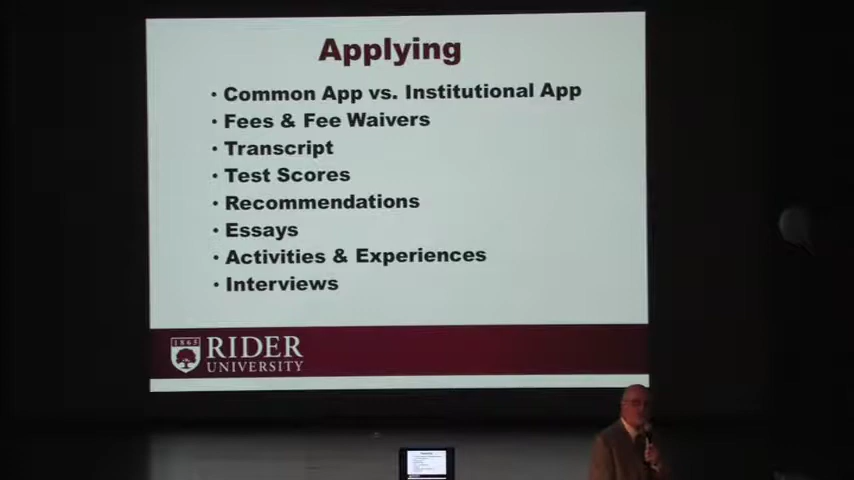 Applying
• Common App vs. Institutional App
• Fees & Fee Waivers
• Transcript
• Test Scores
• Recommendations
• Essays
• Activities & Experiences
• Interviews
1865
RIDER
UNIVERSITY